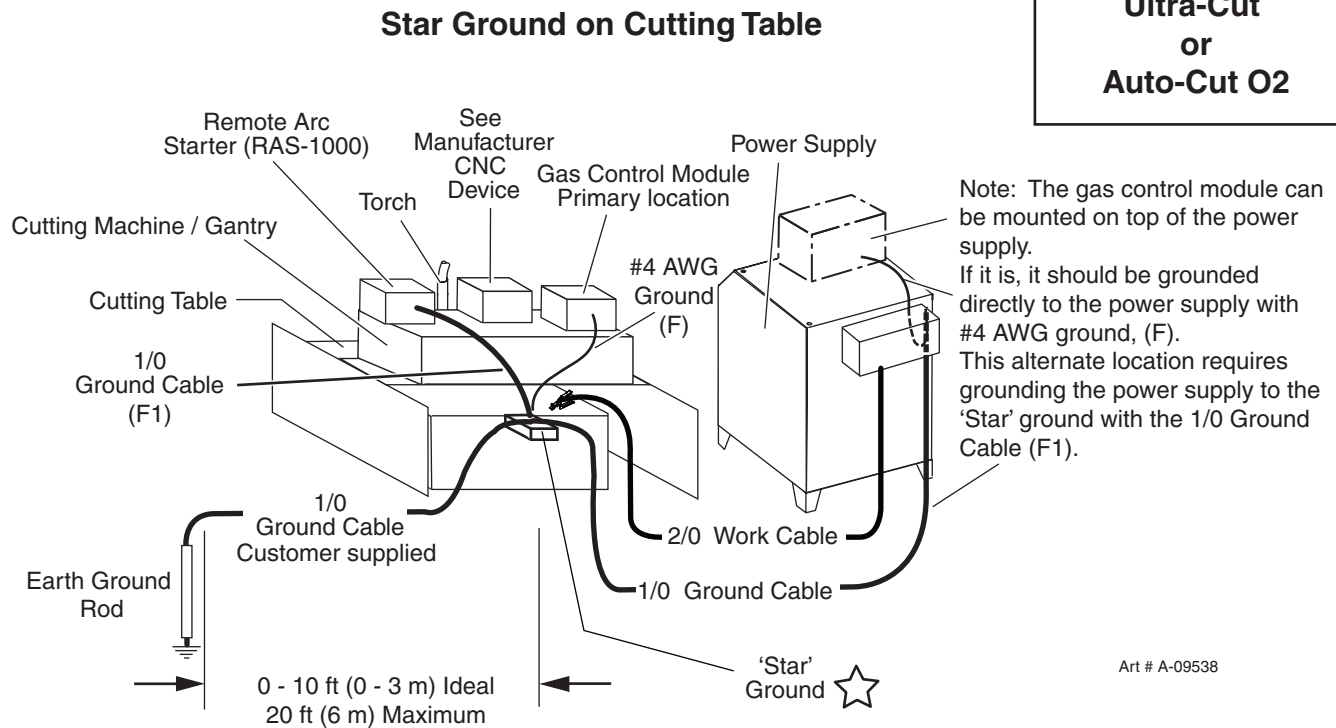 Star Ground on Cutting Table
Ultra-Cut
or
Auto-Cut O2
Remote Arc
Starter (RAS-1000)
Torch
See
Manufacturer
CNC
Device
Gas Control Module
Primary location
Power Supply
Cutting Machine / Gantry
Cutting Table
#4 AWG
Ground
(F)
1/0
Ground Cable
(F1)
Note: The gas control module can
be mounted on top of the power
supply.
If it is, it should be grounded
directly to the power supply with
#4 AWG ground, (F).
This alternate location requires
grounding the power supply to the
‘Star’ ground with the 1/0 Ground
Cable (F1).
1/0
Ground Cable
Customer supplied
2/0 Work Cable
1/0 Ground Cable
Earth Ground
Rod
0 - 10 ft (0 - 3 m) Ideal
20 ft (6 m) Maximum
‘Star’
Ground
Art # A-09538